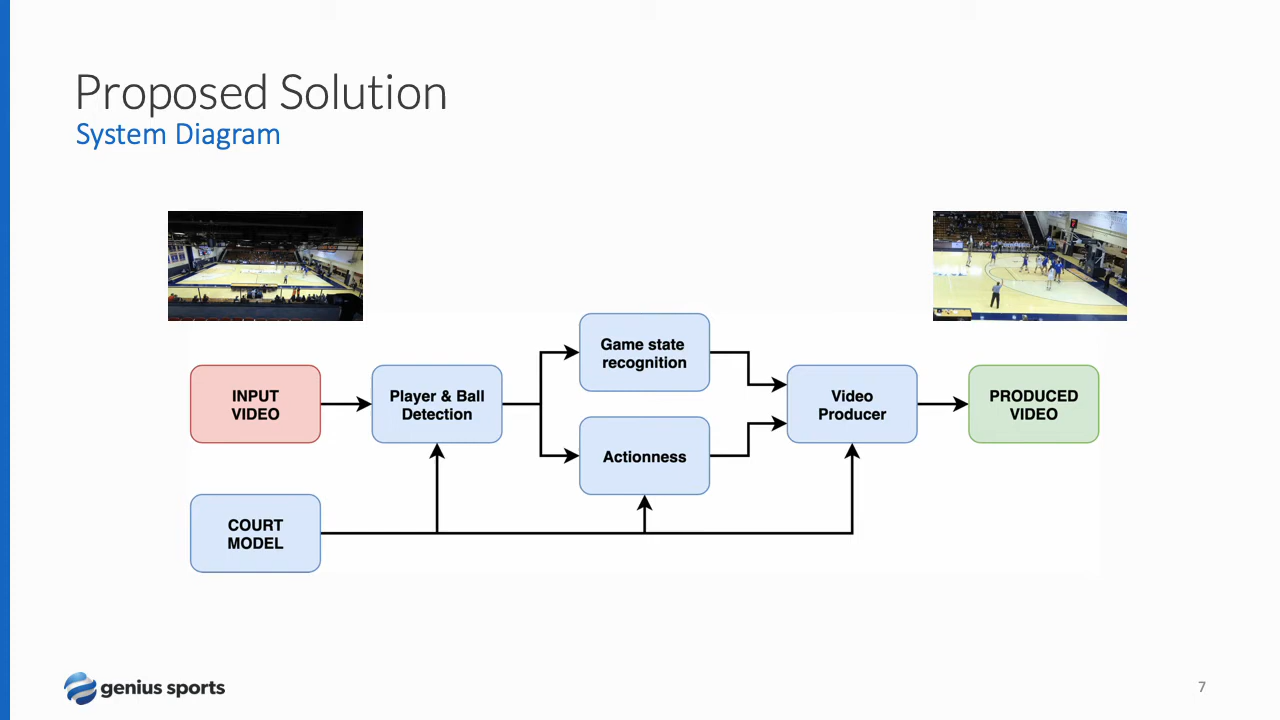 Proposed Solution
System Diagram
Game state
recognition
INPUT
VIDEO
Player & Ball
Detection
Video
Producer
PRODUCED
VIDEO
Actionness
COURT
MODEL
genius sports
7